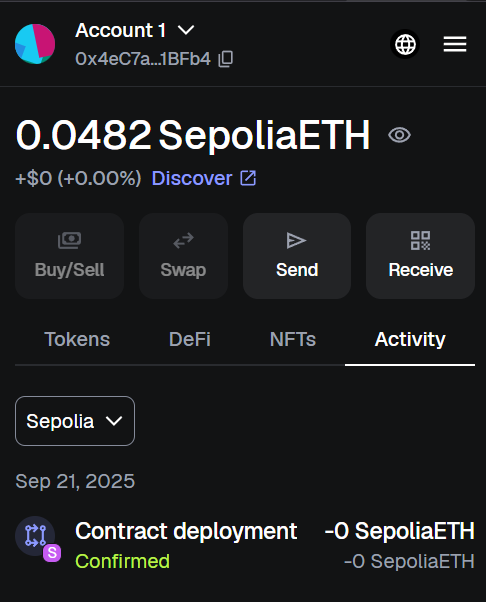 Account 1
0x4eC7a...1BFb4
0.0482 SepoliaETH
+$0 (+0.00%) Discover
Buy/Sell
Swap
Send
Receive
Tokens
DeFi
NFTs
Activity
Sepolia
Sep 21, 2025
Contract deployment -0 SepoliaETH
S
Confirmed -0 SepoliaETH